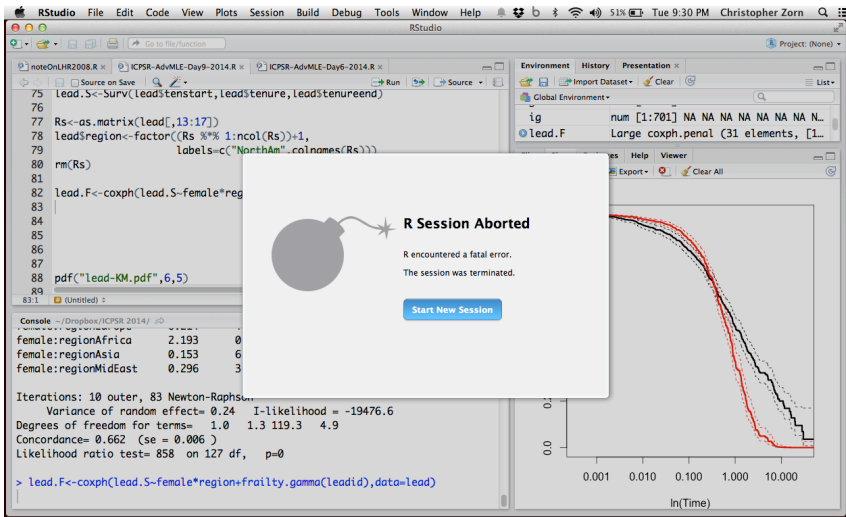 RStudio File Edit Code View Plots Session Build Debug Tools Window Help 51% Tue 9:30 PM Christopher Zorn
RStudio
Go to file/function Project: (None)
noteOnLHR2008.R × ICPSR-AdvMLE-Day9-2014.R × ICPSR-AdvMLE-Day6-2014.R ×
Source on Save Run Source
75 lead.S<-Surv(lead$tenstart,lead$tenure,lead$tenureend)
76
77 Rs<-as.matrix(lead[,13:17])
78 lead$region<-factor((Rs %*% 1:ncol(Rs))+1,
79 labels=c("NorthAm",colnames(Rs)))
80 rm(Rs)
81
82 lead.F<-coxph(lead.S~female*reg
83
84
85
86
87
88 pdf("lead-KM.pdf",6,5)
89
83:1 (Untitled)
Console ~/Dropbox/ICPSR 2014/
female:regionAfrica 2.193 0
female:regionAsia 0.153 6
female:regionMidEast 0.296 3
Iterations: 10 outer, 83 Newton-Raphson
Variance of random effect= 0.24 I-likelihood = -19476.6
Degrees of freedom for terms= 1.0 1.3 119.3 4.9
Concordance= 0.662 (se = 0.006 )
Likelihood ratio test= 858 on 127 df, p=0
> lead.F<-coxph(lead.S~female*region+frailty.gamma(leadid),data=lead)
R Session Aborted
R encountered a fatal error.
The session was terminated.
Start New Session
Environment History Presentation
Import Dataset Clear List
Global Environment
ig num [1:701] NA NA NA NA NA N...
lead.F Large coxph.penal (31 elements, [1...
Help Viewer
Export Clear All
0.2
0.0
0.001 0.010 0.100 1.000 10.000
ln(Time)